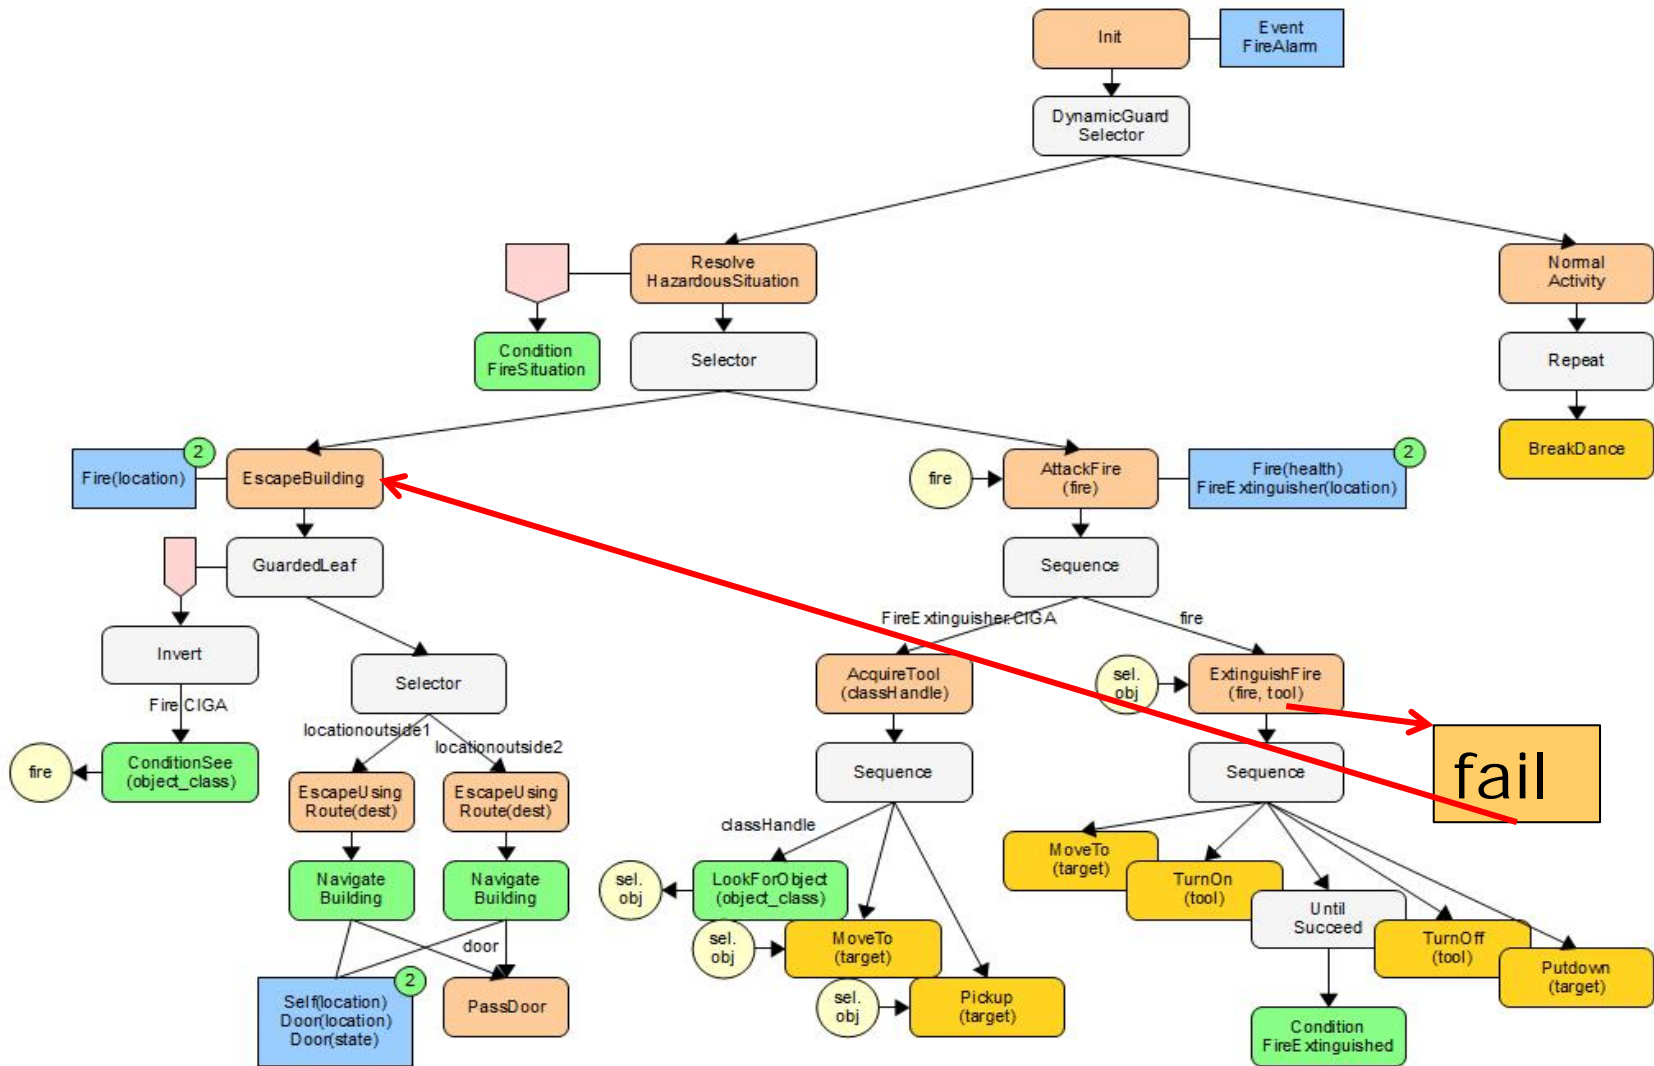 Init
Event
FireAlarm
DynamicGuard
Selector
Resolve
HazardousSituation
Normal
Activity
Condition
FireSituation
Selector
Repeat
BreakDance
Fire(location)
2
EscapeBuilding
fire
AttackFire
(fire)
Fire(health)
FireExtinguisher(location)
2
GuardedLeaf
Sequence
FireExtinguisher.CIGA
fire
Invert
Selector
AcquireTool
(classHandle)
sel.
obj
ExtinguishFire
(fire, tool)
Fire CIGA
locationoutside1
locationoutside2
fire
ConditionSee
(object_class)
EscapeUsing
Route(dest)
EscapeUsing
Route(dest)
Sequence
Sequence
fail
classHandle
Navigate
Building
Navigate
Building
sel.
obj
LookForObject
(object_class)
MoveTo
(target)
TurnOn
(tool)
Until
Succeed
TurnOff
(tool)
Putdown
(target)
sel.
obj
MoveTo
(target)
door
Self(location)
Door(location)
Door(state)
2
PassDoor
sel.
obj
Pickup
(target)
Condition
FireExtinguished